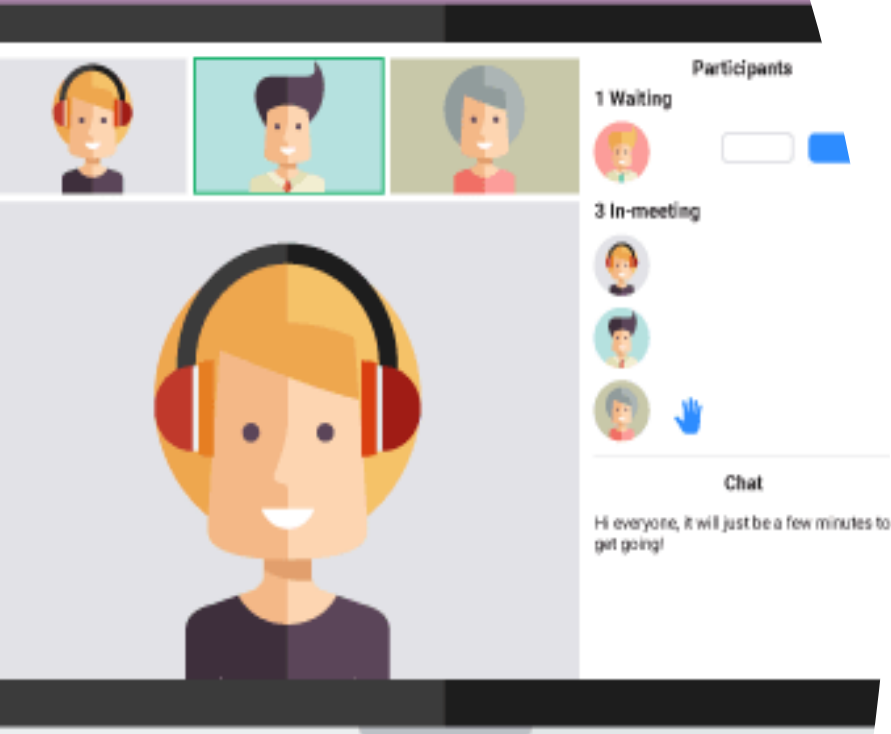 Participants
1 Waiting
3 In-meeting
Chat
Hi everyone, it will just be a few minutes to
get going!